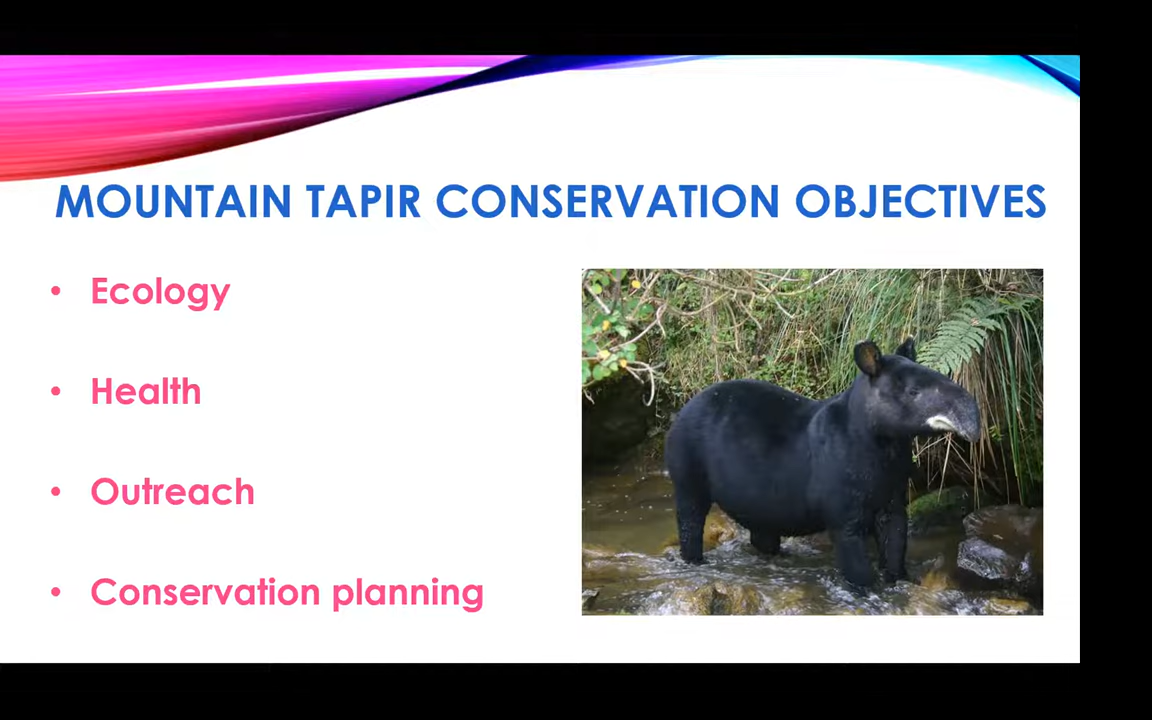 MOUNTAIN TAPIR CONSERVATION OBJECTIVES
• Ecology
• Health
• Outreach
• Conservation planning